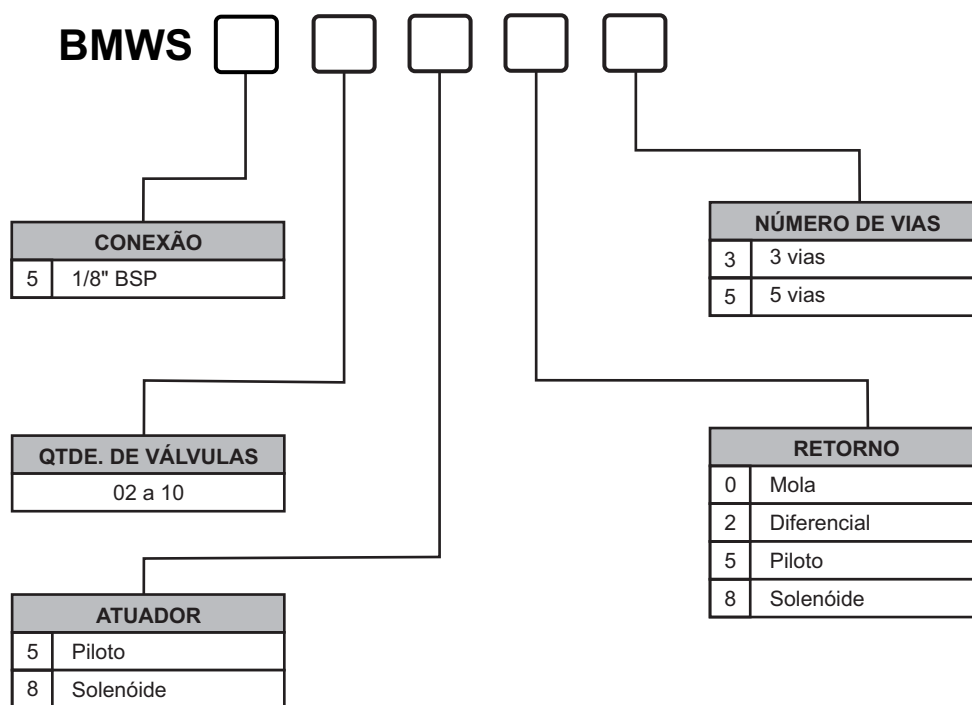 BMWS
CONEXÃO
5 1/8" BSP
QTDE. DE VÁLVULAS
02 a 10
ATUADOR
5 Piloto
8 Solenóide
NÚMERO DE VIAS
3 3 vias
5 5 vias
RETORNO
0 Mola
2 Diferencial
5 Piloto
8 Solenóide